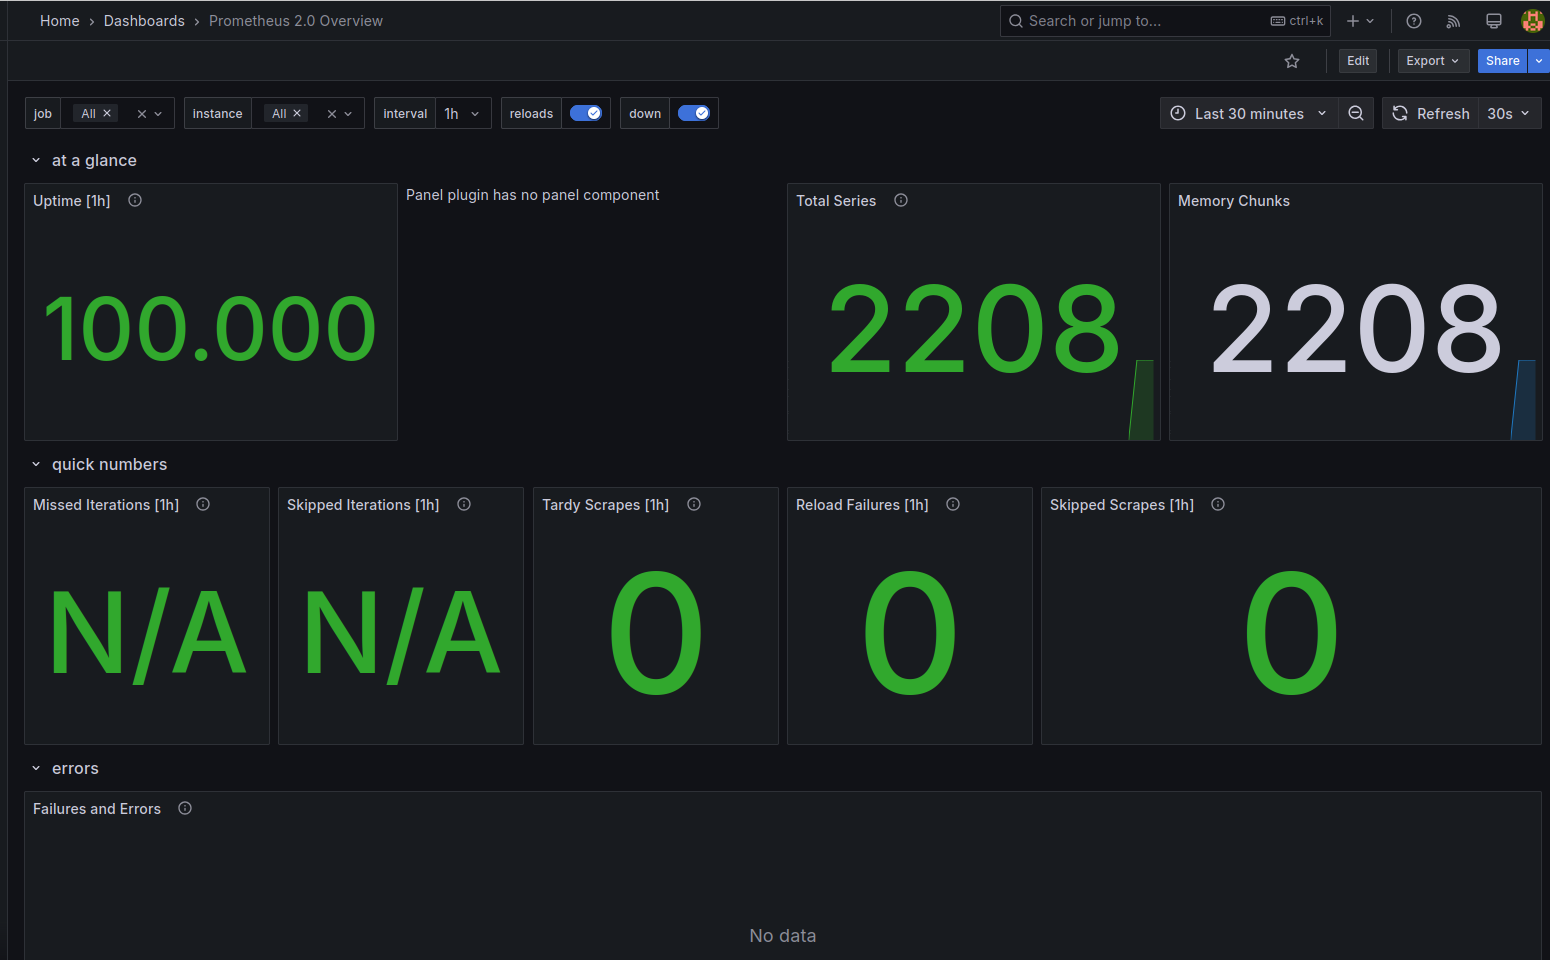 Home › Dashboards › Prometheus 2.0 Overview
Search or jump to... ctrl+k
Edit Export Share
job All instance All interval 1h reloads down Last 30 minutes Refresh 30s
at a glance
Uptime [1h]
100.000
Panel plugin has no panel component
Total Series
2208
Memory Chunks
2208
quick numbers
Missed Iterations [1h]
N/A
Skipped Iterations [1h]
N/A
Tardy Scrapes [1h]
0
Reload Failures [1h]
0
Skipped Scrapes [1h]
0
errors
Failures and Errors
No data